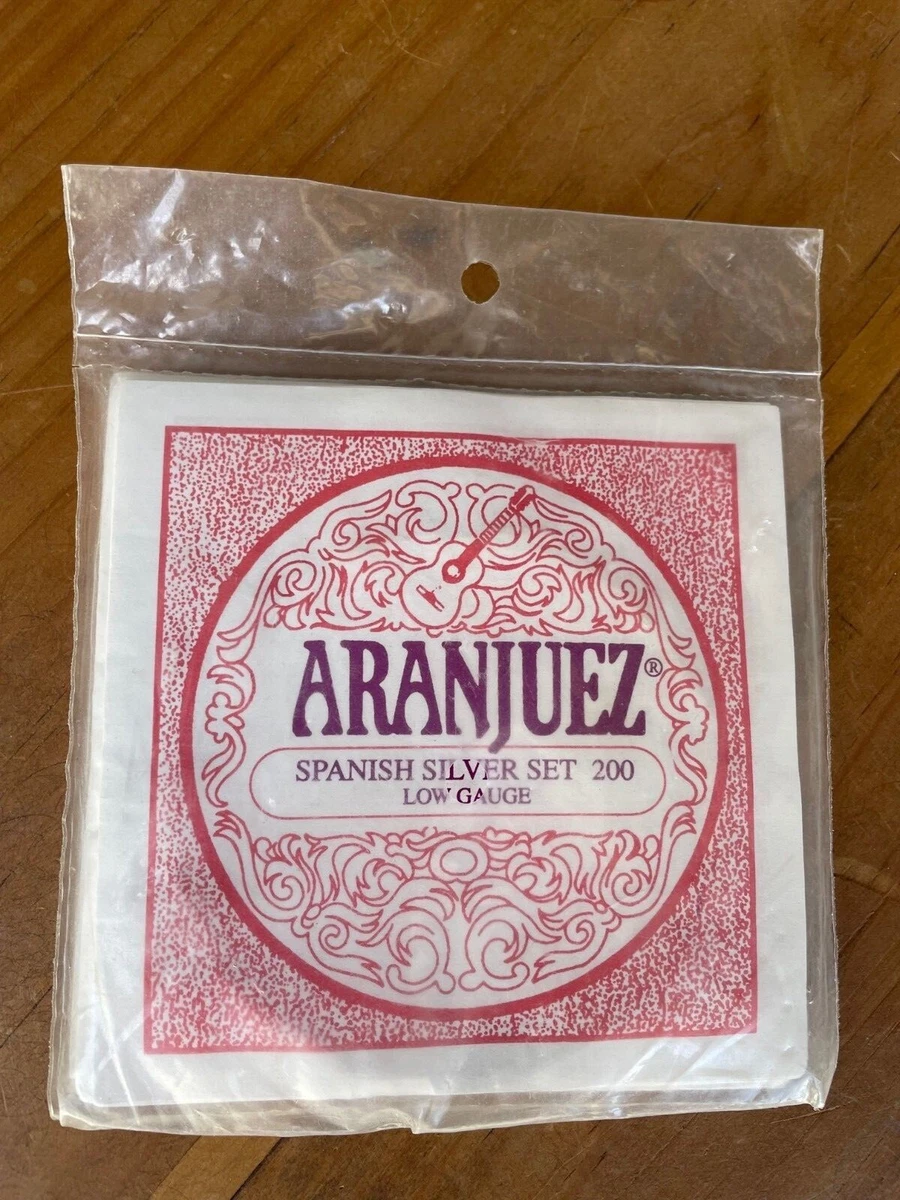 ARANJUEZ®
SPANISH SILVER SET 200
LOW GAUGE